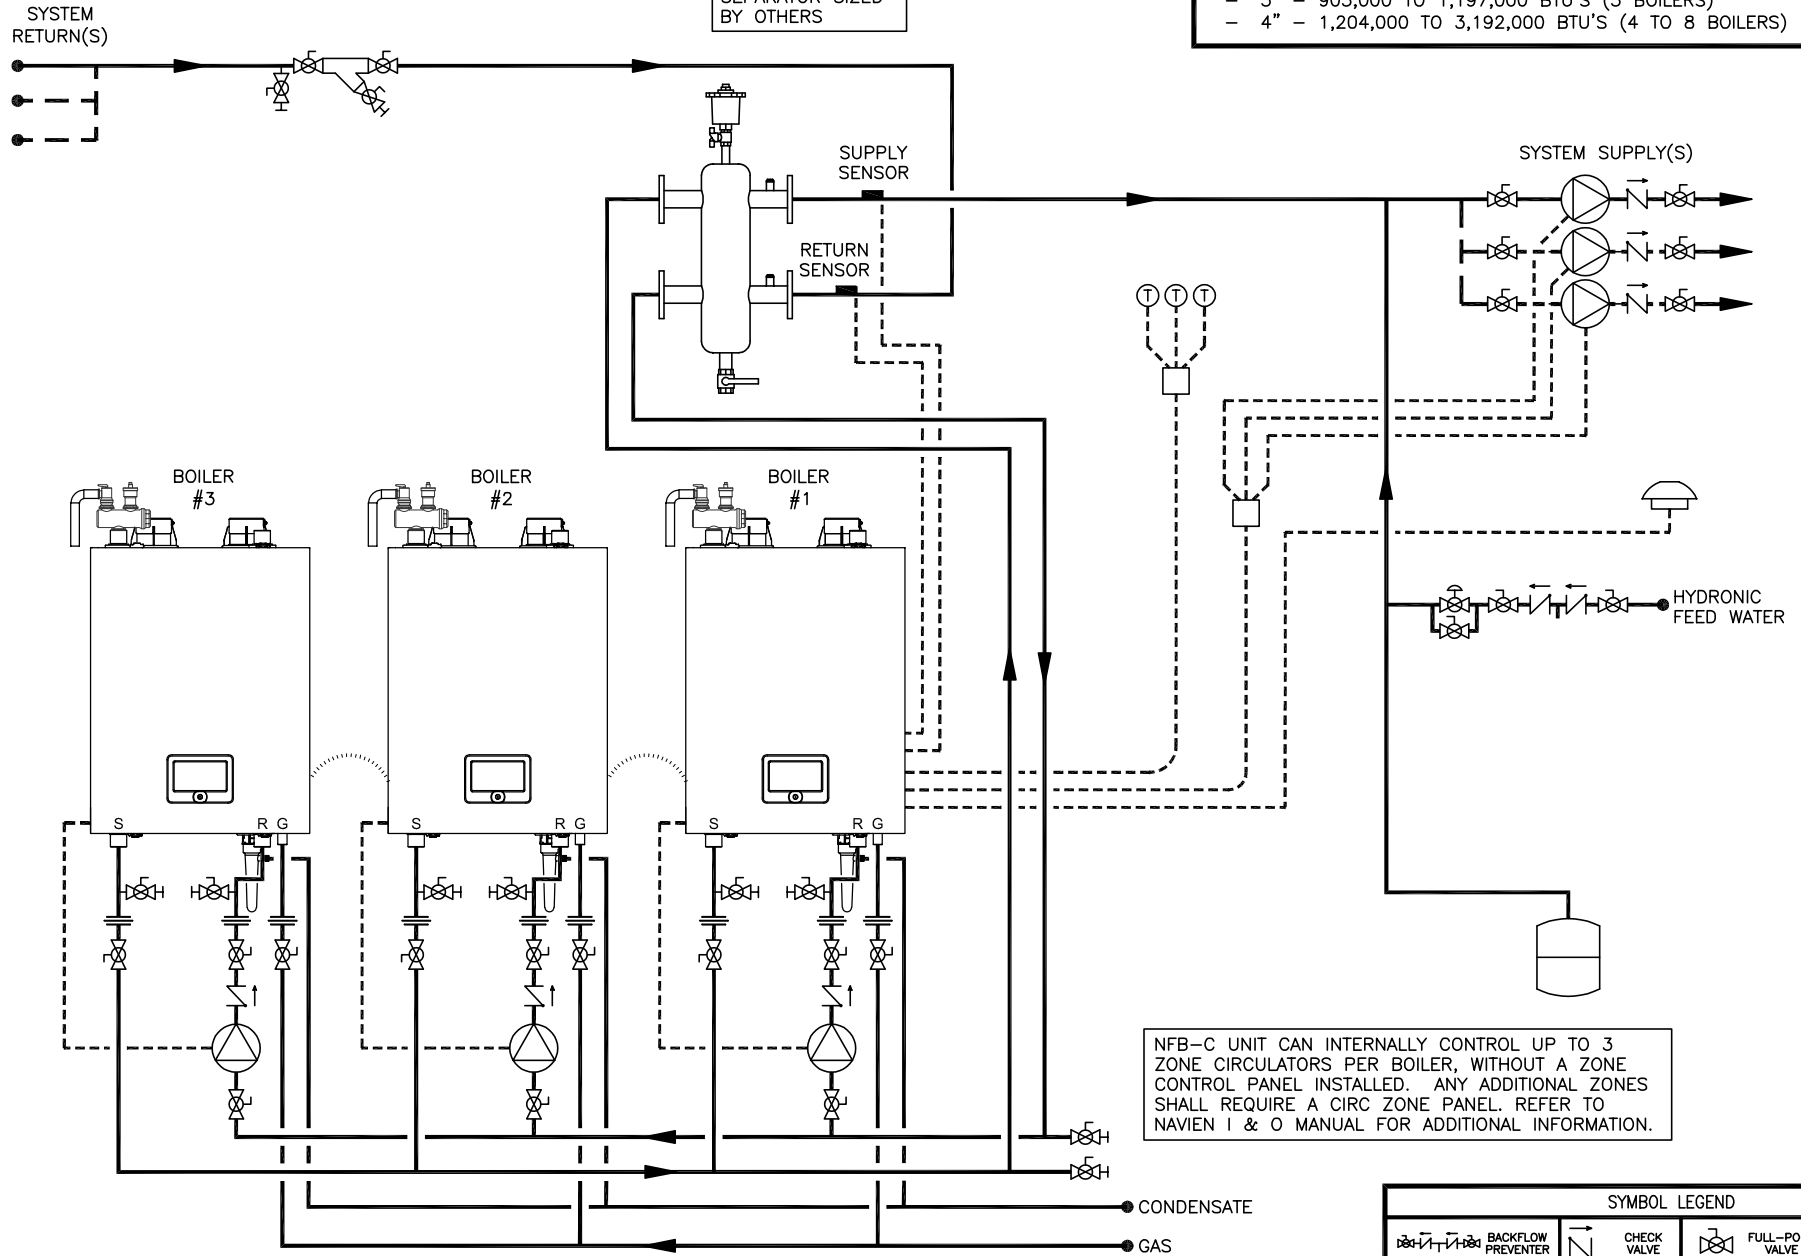 SYSTEM
RETURN(S)
BY OTHERS
- 4" - 1,204,000 TO 3,192,000 BTU'S (4 TO 8 BOILERS)
SUPPLY
SENSOR
SYSTEM SUPPLY(S)
RETURN
SENSOR
T T T
BOILER
#3
BOILER
#2
BOILER
#1
HYDRONIC
FEED WATER
S R G
S R G
S R G
NFB-C UNIT CAN INTERNALLY CONTROL UP TO 3
ZONE CIRCULATORS PER BOILER, WITHOUT A ZONE
CONTROL PANEL INSTALLED. ANY ADDITIONAL ZONES
SHALL REQUIRE A CIRC ZONE PANEL. REFER TO
NAVIEN I & O MANUAL FOR ADDITIONAL INFORMATION.
CONDENSATE
GAS
SYMBOL LEGEND
BACKFLOW
PREVENTER
CHECK
VALVE
FULL-PO
VALVE